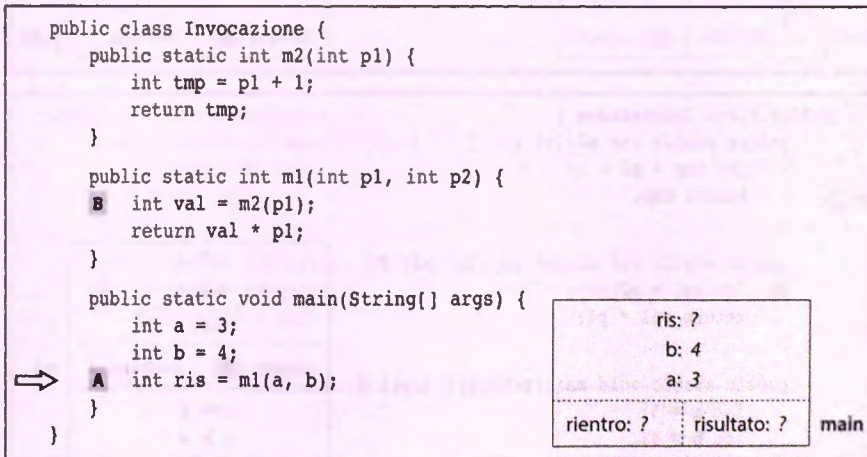 public class Invocazione {
public static int m2(int p1) {
int tmp = p1 + 1;
return tmp;
}
public static int m1(int p1, int p2) {
B int val = m2(p1);
return val * p1;
}
public static void main(String[] args) {
int a = 3;
int b = 4;
A int ris = m1(a, b);
}
}
ris: ?
b: 4
a: 3
rientro: ? risultato: ? main